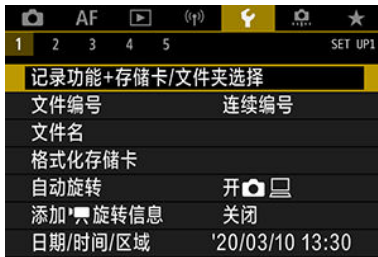 AF
1 2 3 4 5 SET UP1
记录功能+存储卡/文件夹选择
文件编号 连续编号
文件名
格式化存储卡
自动旋转 开
添加旋转信息 关闭
日期/时间/区域 '20/03/10 13:30